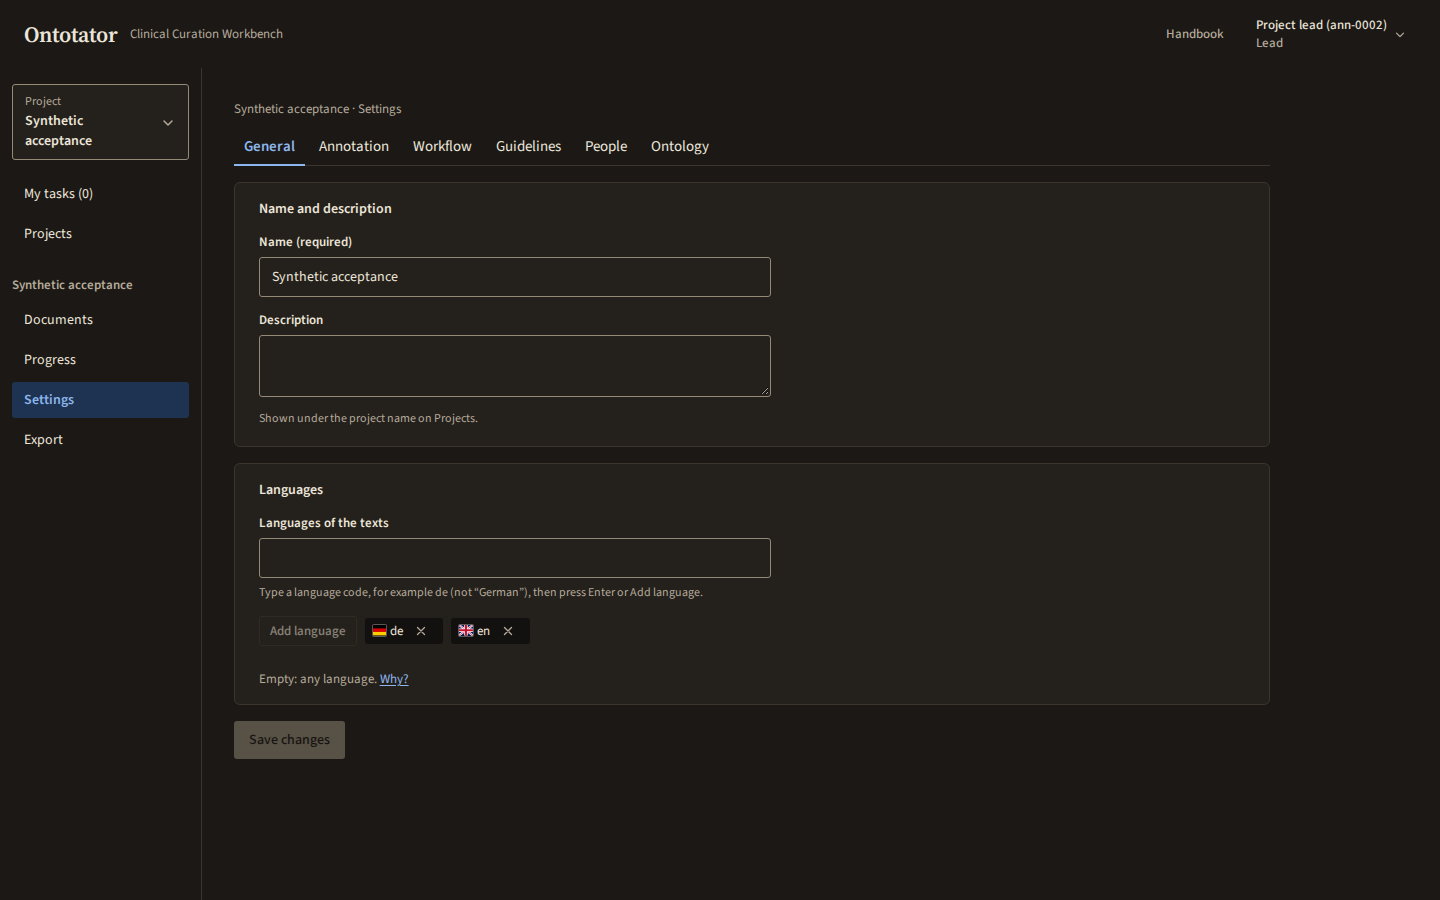 Ontotator Clinical Curation Workbench
Handbook
Project lead (ann-0002)
Lead
Project
Synthetic
acceptance
My tasks (0)
Projects
Synthetic acceptance
Documents
Progress
Settings
Export
Synthetic acceptance · Settings
General Annotation Workflow Guidelines People Ontology
Name and description
Name (required)
Synthetic acceptance
Description
Shown under the project name on Projects.
Languages
Languages of the texts
Type a language code, for example de (not “German”), then press Enter or Add language.
Add language de en
Empty: any language. Why?
Save changes